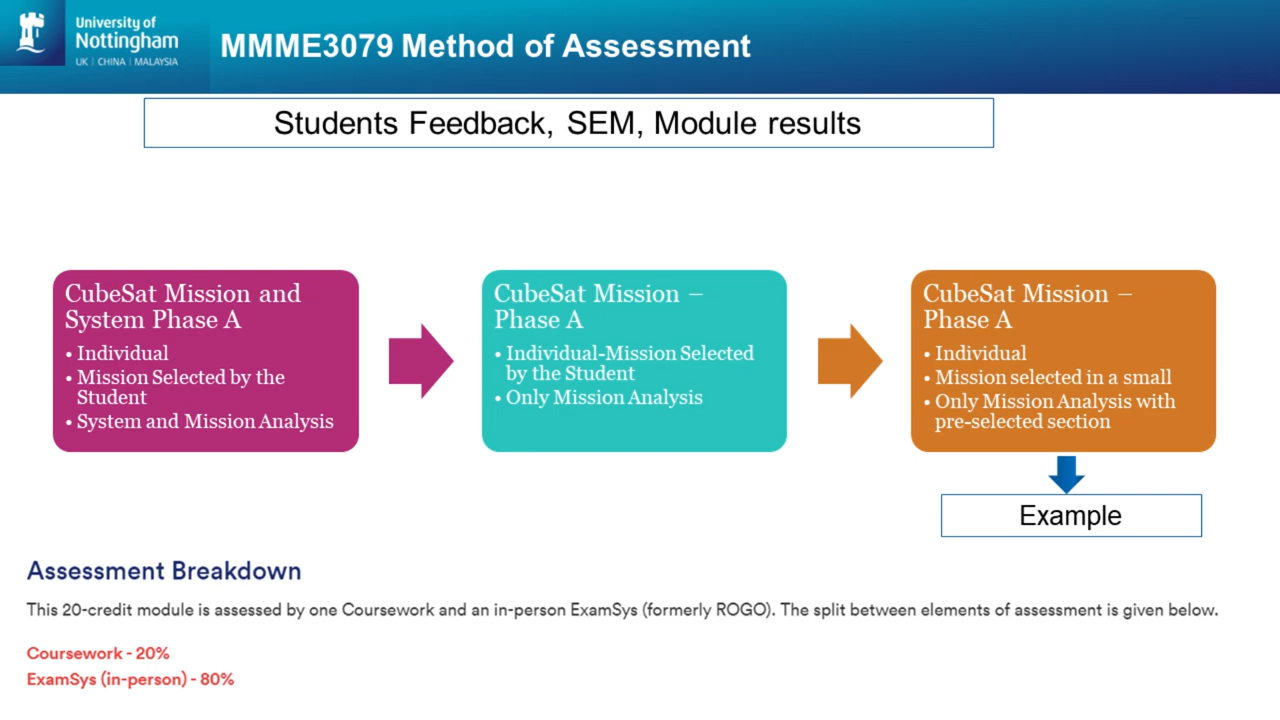 University of
Nottingham
UK | CHINA | MALAYSIA
MMME3079 Method of Assessment
Students Feedback, SEM, Module results
CubeSat Mission and
System Phase A
• Individual
• Mission Selected by the
Student
• System and Mission Analysis
CubeSat Mission –
Phase A
• Individual-Mission Selected
by the Student
• Only Mission Analysis
CubeSat Mission –
Phase A
• Individual
• Mission selected in a small
• Only Mission Analysis with
pre-selected section
Example
Assessment Breakdown
This 20-credit module is assessed by one Coursework and an in-person ExamSys (formerly ROGO). The split between elements of assessment is given below.
Coursework - 20%
ExamSys (in-person) - 80%